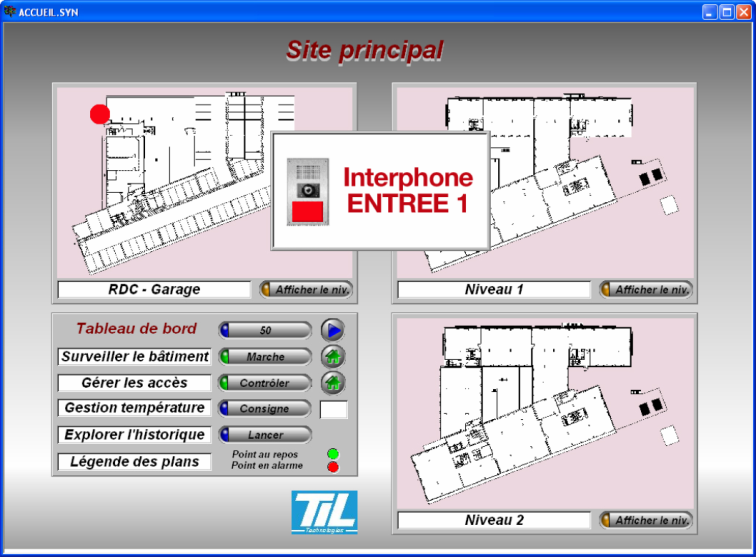 ACCUEIL.SYN
Site principal
Interphone
ENTREE 1
RDC - Garage
Afficher le niv.
Niveau 1
Afficher le niv.
Tableau de bord
50
Surveiller le bâtiment
Marche
Gérer les accès
Contrôler
Gestion température
Consigne
Explorer l'historique
Lancer
Légende des plans
Point au repos
Point en alarme
TiL
Technologies
Niveau 2
Afficher le niv.